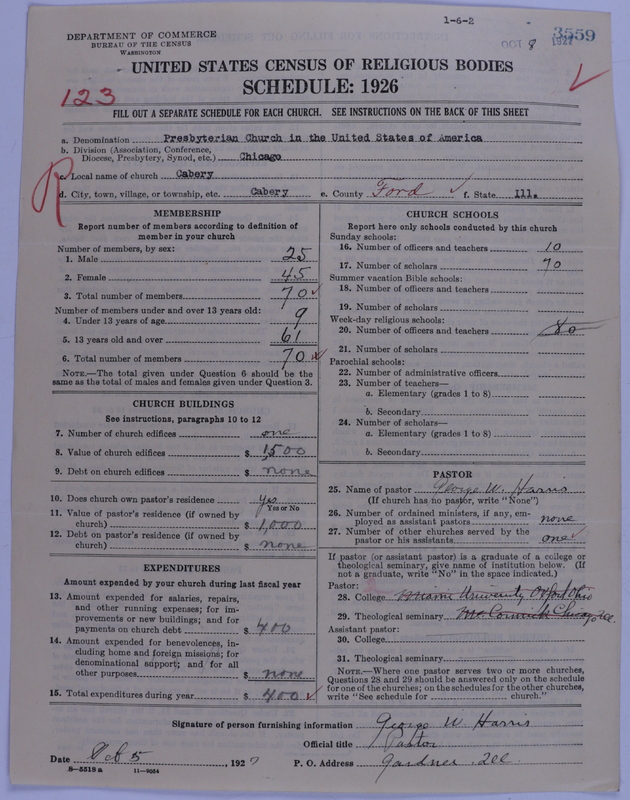 1-6-2
DEPARTMENT OF COMMERCE
BUREAU OF THE CENSUS
WASHINGTON
OCT 8 1927
3559
UNITED STATES CENSUS OF RELIGIOUS BODIES
SCHEDULE: 1926
123
FILL OUT A SEPARATE SCHEDULE FOR EACH CHURCH. SEE INSTRUCTIONS ON THE BACK OF THIS SHEET
a. Denomination Presbyterian Church in the United States of America
b. Division (Association, Conference,
Diocese, Presbytery, Synod, etc.) Chicago
c. Local name of church Cabery
R
d. City, town, village, or township, etc. Cabery e. County Ford f. State Ill.
MEMBERSHIP
Report number of members according to definition of
member in your church
Number of members, by sex:
1. Male 25
2. Female 45
3. Total number of members 70
Number of members under and over 13 years old:
4. Under 13 years of age 9
5. 13 years old and over 61
6. Total number of members 70
NOTE.—The total given under Question 6 should be the
same as the total of males and females given under Question 3.
CHURCH BUILDINGS
See instructions, paragraphs 10 to 12
7. Number of church edifices one
8. Value of church edifices $ 1,500
9. Debt on church edifices $ none
10. Does church own pastor's residence yes
Yes or No
11. Value of pastor's residence (if owned by
church) $ 1,000
12. Debt on pastor's residence (if owned by
church) $ none
EXPENDITURES
Amount expended by your church during last fiscal year
13. Amount expended for salaries, repairs,
and other running expenses; for im-
provements or new buildings; and for
payments on church debt $ 400
14. Amount expended for benevolences, in-
cluding home and foreign missions; for
denominational support; and for all
other purposes $ none
15. Total expenditures during year $ 400
CHURCH SCHOOLS
Report here only schools conducted by this church
Sunday schools:
16. Number of officers and teachers 10
17. Number of scholars 70
Summer vacation Bible schools:
18. Number of officers and teachers
19. Number of scholars
Week-day religious schools:
20. Number of officers and teachers 80
21. Number of scholars
Parochial schools:
22. Number of administrative officers
23. Number of teachers—
a. Elementary (grades 1 to 8)
b. Secondary
24. Number of scholars—
a. Elementary (grades 1 to 8)
b. Secondary
PASTOR
25. Name of pastor George W. Harris
(If church has no pastor, write "None")
26. Number of ordained ministers, if any, em-
ployed as assistant pastors none
27. Number of other churches served by the
pastor or his assistants one
If pastor (or assistant pastor) is a graduate of a college or
theological seminary, give name of institution below. (If
not a graduate, write "No" in the space indicated.)
Pastor:
28. College Miami University Oxford Ohio
29. Theological seminary McCormick Chicago Ill.
Assistant pastor:
30. College
31. Theological seminary
NOTE.—Where one pastor serves two or more churches,
Questions 28 and 29 should be answered only on the schedule
for one of the churches; on the schedules for the other churches,
write "See schedule for church."
Signature of person furnishing information George W. Harris
Official title Pastor
Date Oct 5, 1927 P. O. Address Gardner Ill.
8—5518 a 11—9064